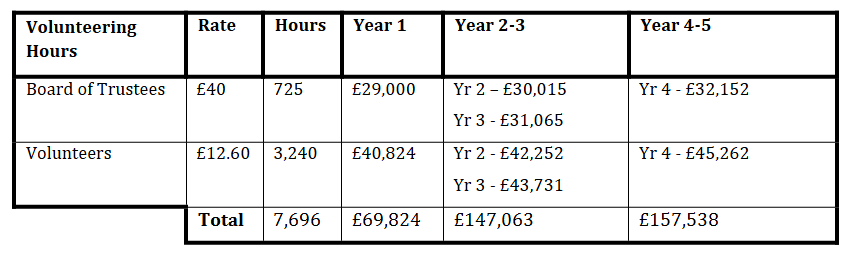 Volunteering Hours Rate Hours Year 1 Year 2-3 Year 4-5
Board of Trustees £40 725 £29,000 Yr 2 – £30,015 Yr 4 - £32,152
Yr 3 - £31,065
Volunteers £12.60 3,240 £40,824 Yr 2 - £42,252 Yr 4 - £45,262
Yr 3 - £43,731
Total 7,696 £69,824 £147,063 £157,538